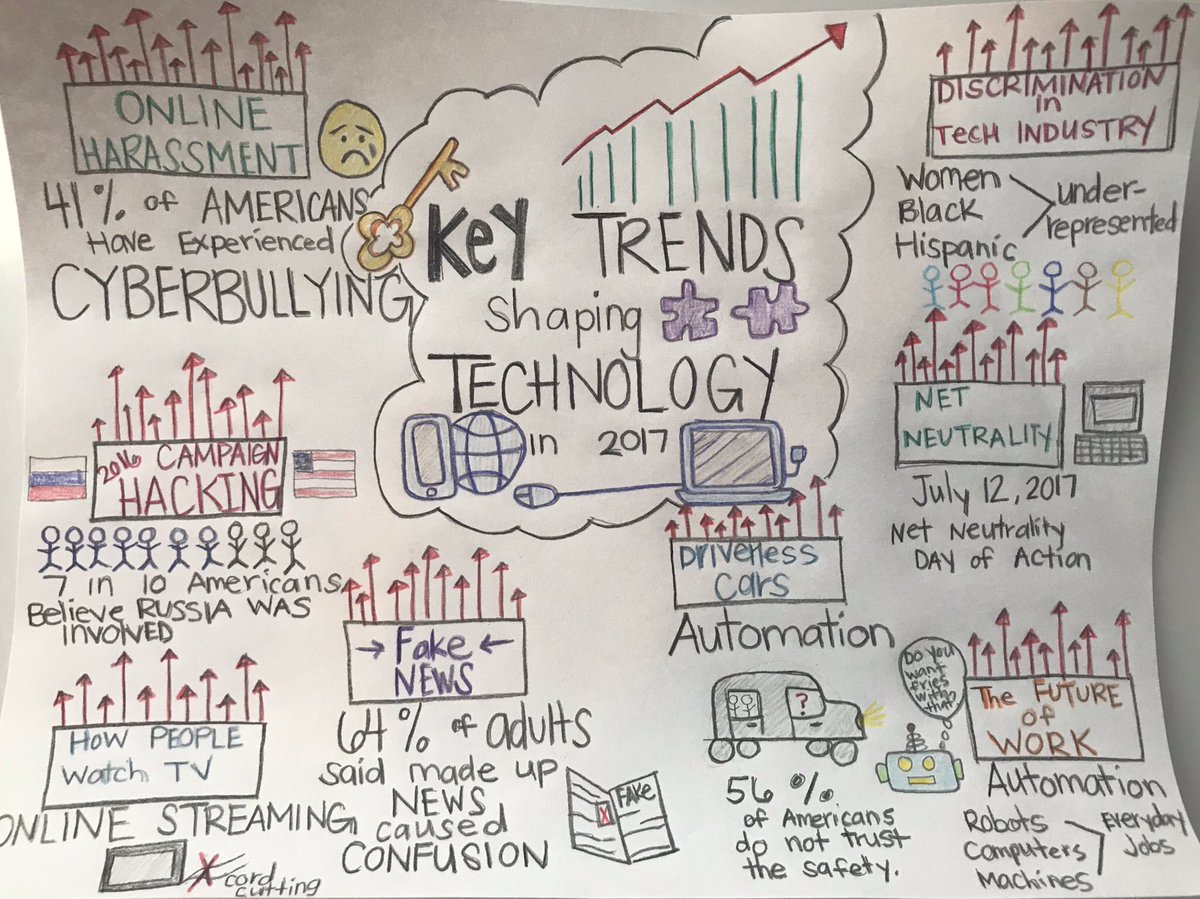 Key TRENDS
shaping
TECHNOLOGY
in 2017
ONLINE
HARASSMENT
41% of AMERICANS
Have Experienced
CYBERBULLYING
2016 CAMPAIGN
HACKING
7 in 10 Americans
Believe RUSSIA WAS
INVOLVED
HOW PEOPLE
Watch TV
ONLINE STREAMING
X cord
cutting
→ Fake ←
NEWS
64% of adults
said made up
NEWS
caused
CONFUSION
FAKE
X
DRIVERLESS
CARS
Automation
?
56%
of Americans
do not trust
the safety.
DISCRIMINATION
in
TECH INDUSTRY
Women
Black
Hispanic
under-
represented
NET
NEUTRALITY
July 12, 2017
Net Neutrality
DAY of Action
The FUTURE
of
WORK
Do you
want
fries
with
that?
Automation
Robots
Computers
Machines
Everyday
Jobs